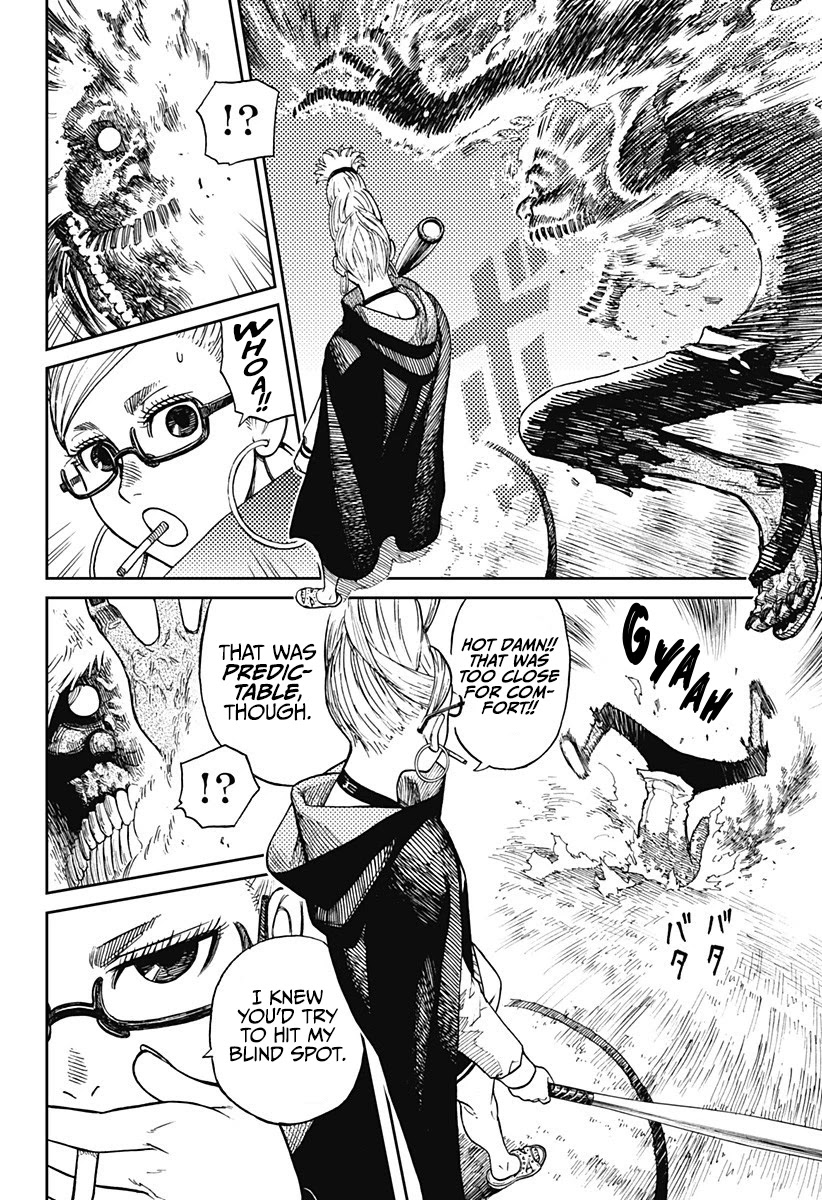 !?
WHOA!!
GYAAH
HOT DAMN!!
THAT WAS
TOO CLOSE
FOR COM-
FORT!!
THAT WAS
PREDIC-
TABLE,
THOUGH.
!?
バタ
バタ
I KNEW
YOU'D TRY
TO HIT MY
BLIND SPOT.